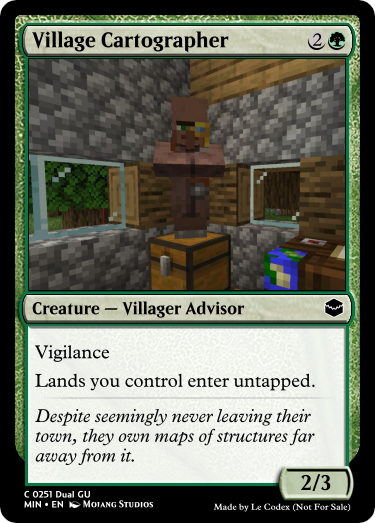 Village Cartographer 2
Creature — Villager Advisor
Vigilance
Lands you control enter untapped.
Despite seemingly never leaving their
town, they own maps of structures far
away from it.
2/3
C 0251 Dual GU
MIN • EN Mojang Studios
Made by Le Codex (Not For Sale)